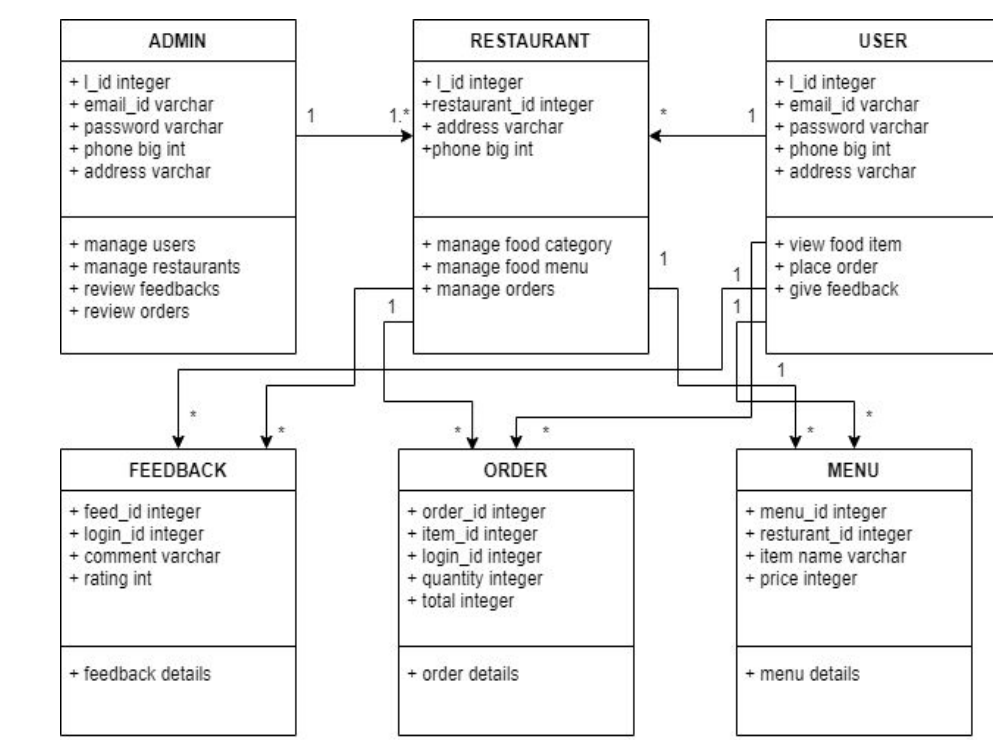 ADMIN
+ l_id integer
+ email_id varchar
+ password varchar
+ phone big int
+ address varchar
+ manage users
+ manage restaurants
+ review feedbacks
+ review orders
1
1.*
RESTAURANT
+ l_id integer
+restaurant_id integer
+ address varchar
+phone big int
+ manage food category
+ manage food menu
+ manage orders
*
1
USER
+ l_id integer
+ email_id varchar
+ password varchar
+ phone big int
+ address varchar
+ view food item
+ place order
+ give feedback
1
1
1
1
1
*
*
*
*
*
*
FEEDBACK
+ feed_id integer
+ login_id integer
+ comment varchar
+ rating int
+ feedback details
ORDER
+ order_id integer
+ item_id integer
+ login_id integer
+ quantity integer
+ total integer
+ order details
MENU
+ menu_id integer
+ resturant_id integer
+ item name varchar
+ price integer
+ menu details